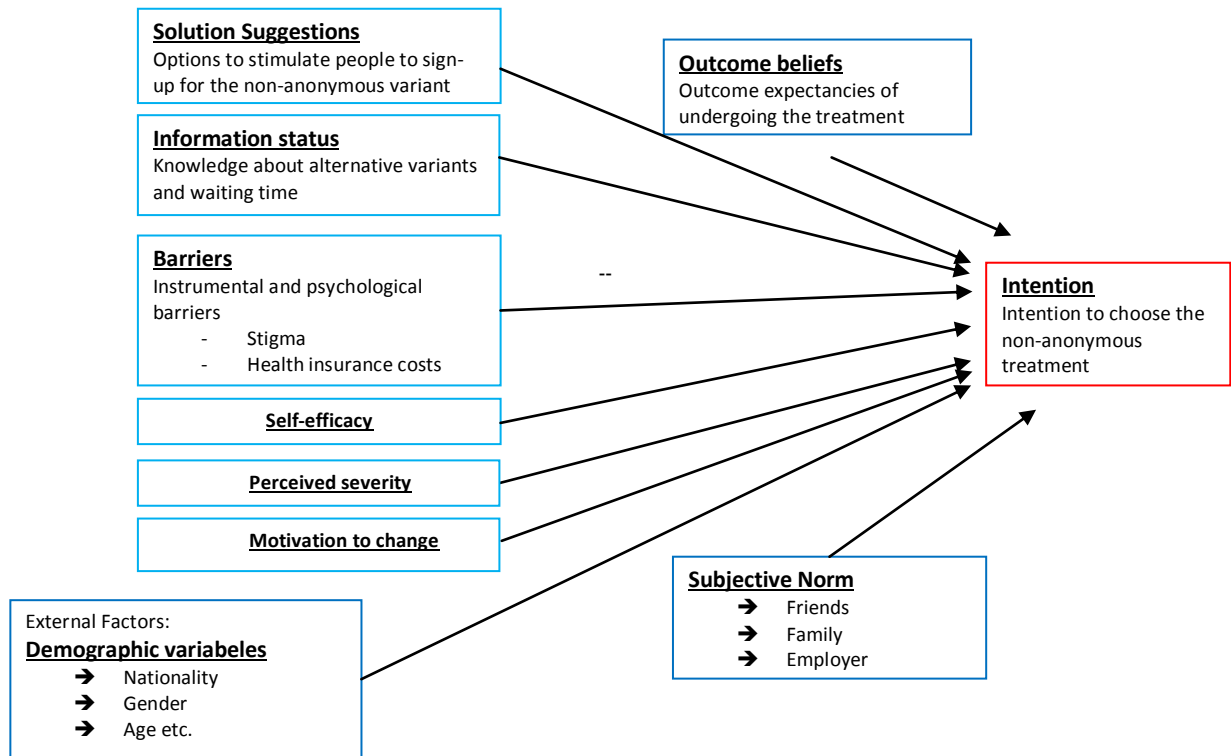 Solution Suggestions
Options to stimulate people to sign-
up for the non-anonymous variant
Outcome beliefs
Outcome expectancies of
undergoing the treatment
Information status
Knowledge about alternative variants
and waiting time
Barriers
Instrumental and psychological
barriers
- Stigma
- Health insurance costs
--
Intention
Intention to choose the
non-anonymous
treatment
Self-efficacy
Perceived severity
Motivation to change
Subjective Norm
➔ Friends
➔ Family
➔ Employer
External Factors:
Demographic variabeles
➔ Nationality
➔ Gender
➔ Age etc.